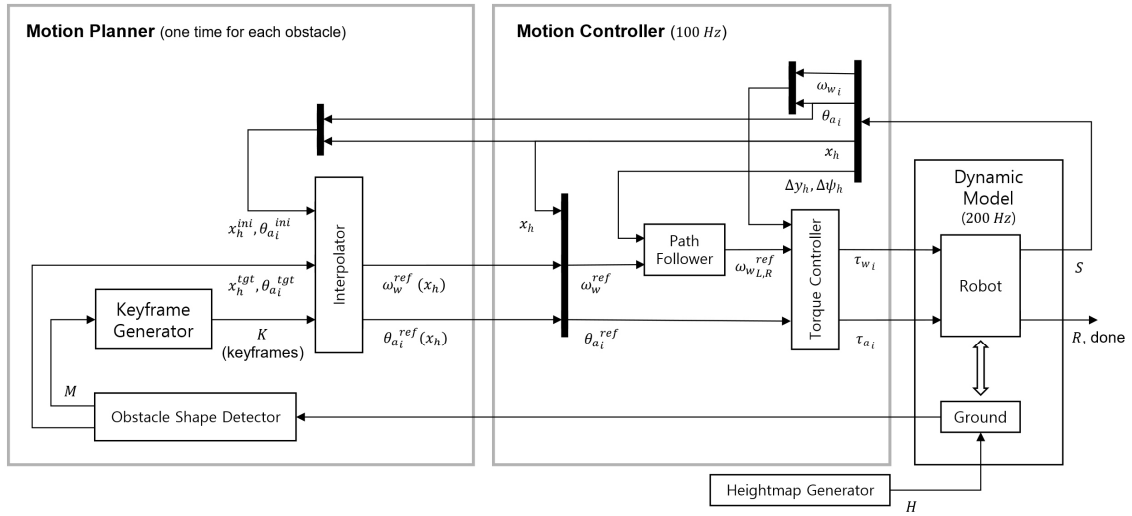 Motion Planner (one time for each obstacle)
Motion Controller (100 Hz)
ω_{w_i}
θ_{a_i}
x_h
Δy_h, Δψ_h
Dynamic
Model
(200 Hz)
x_h^{ini}, θ_{a_i}^{ini}
x_h
Interpolator
Path
Follower
ω_{w_{L,R}}^{ref}
Torque Controller
τ_{w_i}
Robot
S
x_h^{tgt}, θ_{a_i}^{tgt}
ω_w^{ref}(x_h)
ω_w^{ref}
Keyframe
Generator
K
(keyframes)
θ_{a_i}^{ref}(x_h)
θ_{a_i}^{ref}
τ_{a_i}
R, done
M
Obstacle Shape Detector
Ground
Heightmap Generator
H